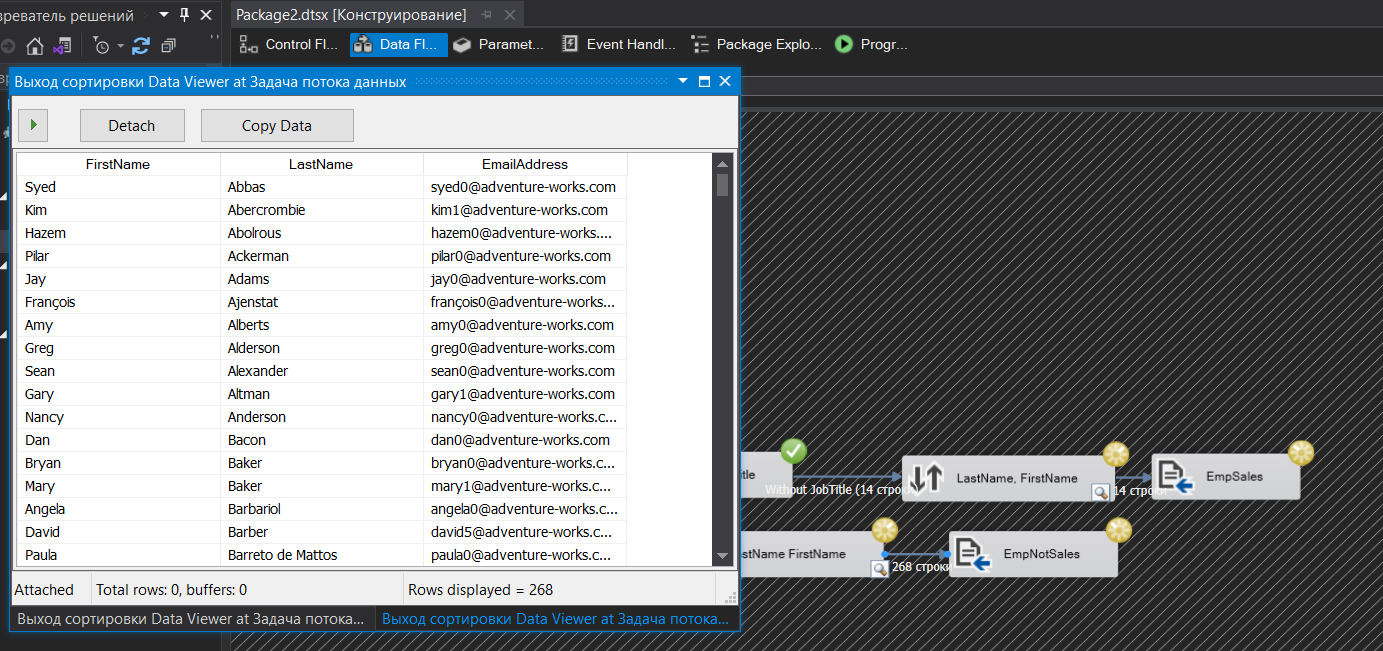 зреватель решений
Package2.dtsx [Конструирование]
Control Fl...
Data Fl...
Paramet...
Event Handl...
Package Explo...
Progr...
Выход сортировки Data Viewer at Задача потока данных
Detach
Copy Data
FirstName LastName EmailAddress
Syed Abbas syed0@adventure-works.com
Kim Abercrombie kim1@adventure-works.com
Hazem Abolrous hazem0@adventure-works....
Pilar Ackerman pilar0@adventure-works.com
Jay Adams jay0@adventure-works.com
François Ajenstat françois0@adventure-works...
Amy Alberts amy0@adventure-works.com
Greg Alderson greg0@adventure-works.com
Sean Alexander sean0@adventure-works.com
Gary Altman gary1@adventure-works.com
Nancy Anderson nancy0@adventure-works.c...
Dan Bacon dan0@adventure-works.com
Bryan Baker bryan0@adventure-works.c...
Mary Baker mary1@adventure-works.com
Angela Barbariol angela0@adventure-works.c...
David Barber david5@adventure-works.c...
Paula Barreto de Mattos paula0@adventure-works.c...
Attached Total rows: 0, buffers: 0 Rows displayed = 268
Выход сортировки Data Viewer at Задача потока...
Выход сортировки Data Viewer at Задача потока...
tle
Without JobTitle (14 строк
LastName, FirstName
14 строки
EmpSales
stName FirstName
268 строки
EmpNotSales